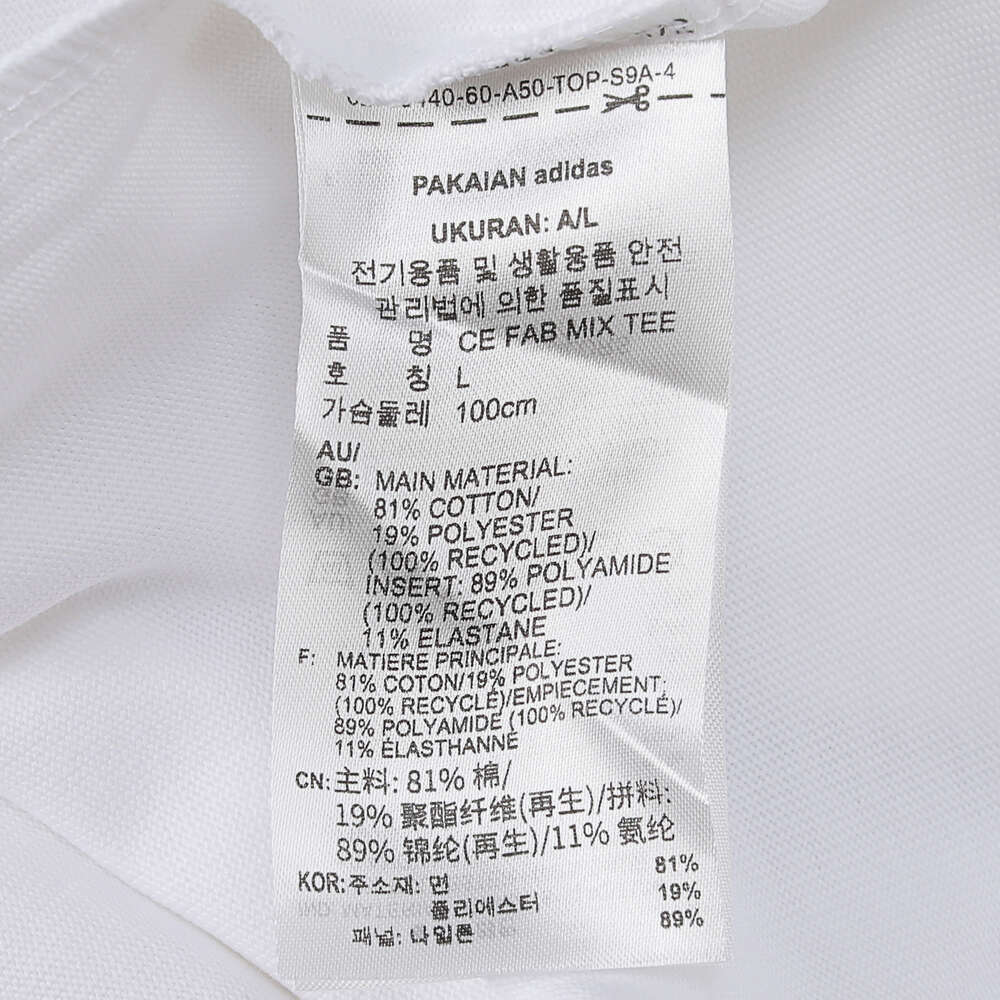 40-60-A50-TOP-S9A-4
PAKAIAN adidas
UKURAN: A/L
전기용품 및 생활용품 안전
관리법에 의한 품질표시
품 명 CE FAB MIX TEE
호 칭 L
가슴둘레 100cm
AU/
GB: MAIN MATERIAL:
81% COTTON/
19% POLYESTER
(100% RECYCLED)/
INSERT: 89% POLYAMIDE
(100% RECYCLED)/
11% ELASTANE
F: MATIERE PRINCIPALE:
81% COTON/19% POLYESTER
(100% RECYCLÉ)/EMPIECEMENT:
89% POLYAMIDE (100% RECYCLÉ)/
11% ÉLASTHANNE
CN: 主料: 81% 棉/
19% 聚酯纤维(再生)/拼料:
89% 锦纶(再生)/11% 氨纶
KOR: 주소재: 면 81%
폴리에스터 19%
패널: 나일론 89%